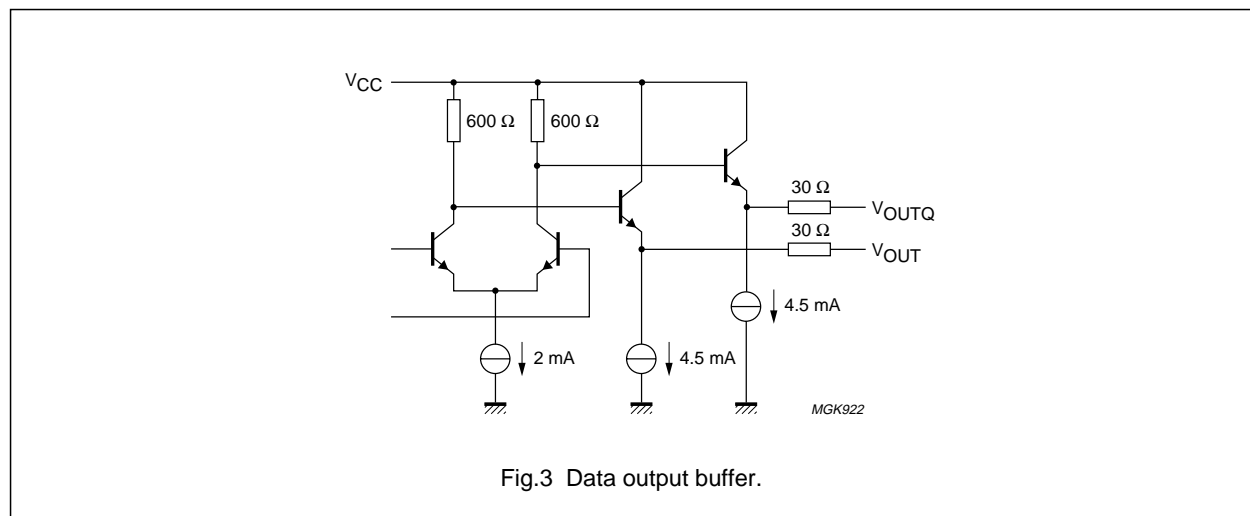 VCC
600 Ω 600 Ω
30 Ω
VOUTQ
30 Ω
VOUT
4.5 mA
2 mA 4.5 mA
MGK922
Fig.3 Data output buffer.